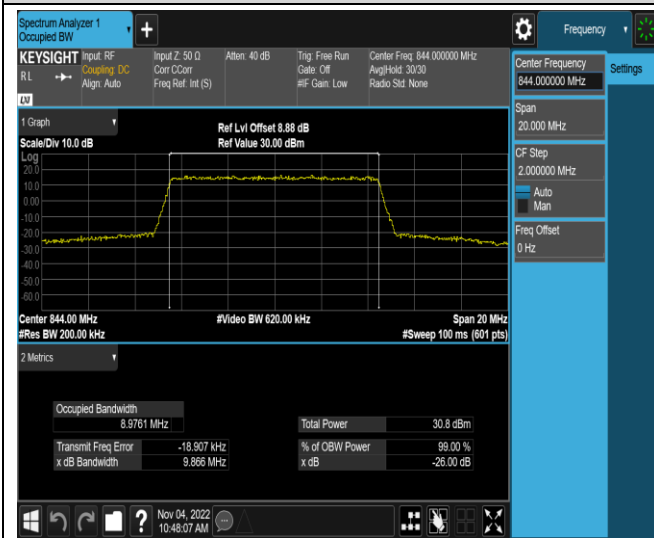 Spectrum Analyzer 1
Occupied BW
+
Frequency
KEYSIGHT
RL
LXI
Input: RF
Coupling: DC
Align: Auto
Input Z: 50 Ω
Corr CCorr
Freq Ref: Int (S)
Atten: 40 dB
Trig: Free Run
Gate: Off
#IF Gain: Low
Center Freq: 844.000000 MHz
Avg|Hold: 30/30
Radio Std: None
Center Frequency
844.000000 MHz
Settings
Span
20.000 MHz
CF Step
2.000000 MHz
Auto
Man
Freq Offset
0 Hz
1 Graph
Scale/Div 10.0 dB
Ref Lvl Offset 8.88 dB
Ref Value 30.00 dBm
Log
20.0
10.0
0.00
-10.0
-20.0
-30.0
-40.0
-50.0
-60.0
Center 844.00 MHz
#Video BW 620.00 kHz
Span 20 MHz
#Res BW 200.00 kHz
#Sweep 100 ms (601 pts)
2 Metrics
Occupied Bandwidth
8.9761 MHz
Total Power 30.8 dBm
Transmit Freq Error -18.907 kHz
% of OBW Power 99.00 %
x dB Bandwidth 9.866 MHz
x dB -26.00 dB
?
Nov 04, 2022
10:48:07 AM